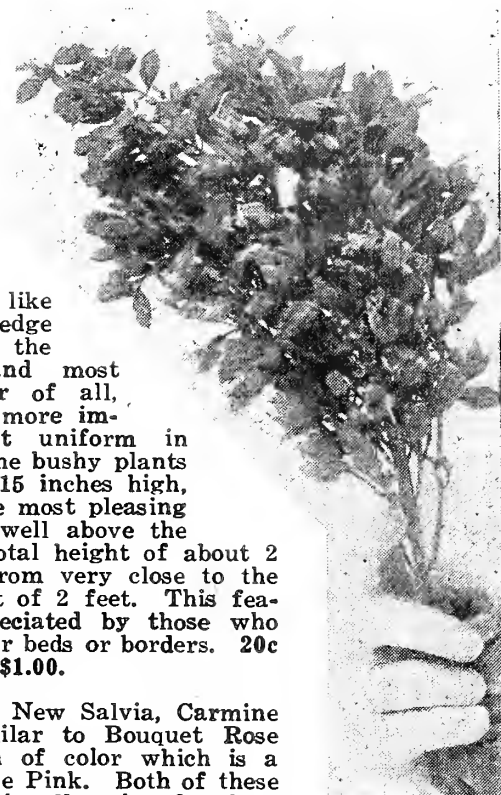 like
edge
the
nd most
r of all,
more im-
t uniform in
he bushy plants
15 inches high,
e most pleasing
well above the
otal height of about 2
rom very close to the
t of 2 feet. This fea-
eciated by those who
r beds or borders. 20c
$1.00.
New Salvia, Carmine
ilar to Bouquet Rose
of color which is a
e Pink. Both of these